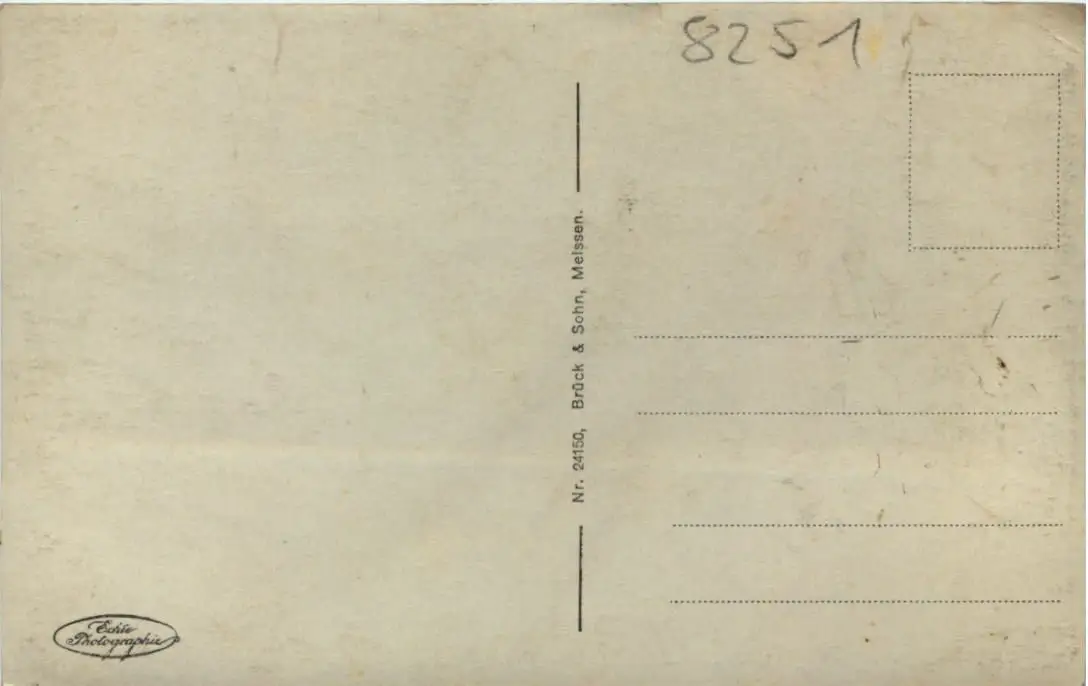 8251
Nr. 24150, Brück & Sohn, Meissen.
Echte
Photographie